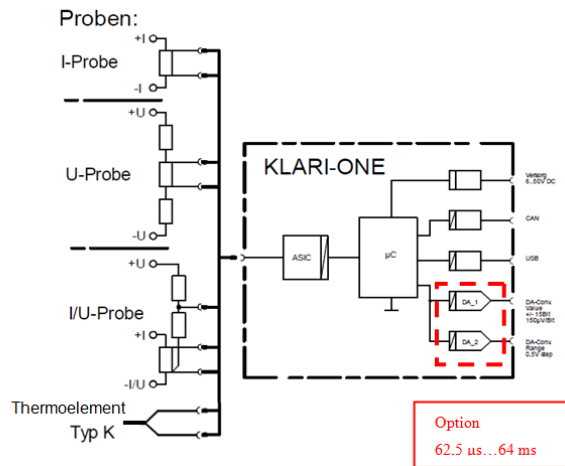 Proben:
+I
I-Probe
-I
+U
U-Probe
-U
+U
I/U-Probe
+I
-I/U
Thermoelement
Typ K
KLARI-ONE
ASIC
µC
Versorg
6...50V DC
CAN
USB
DA_1
DA-Conv.
Value
+/- 15Bit
150µV/Bit
DA_2
DA-Conv.
Range
0,5V Step
Option
62.5 us…64 ms